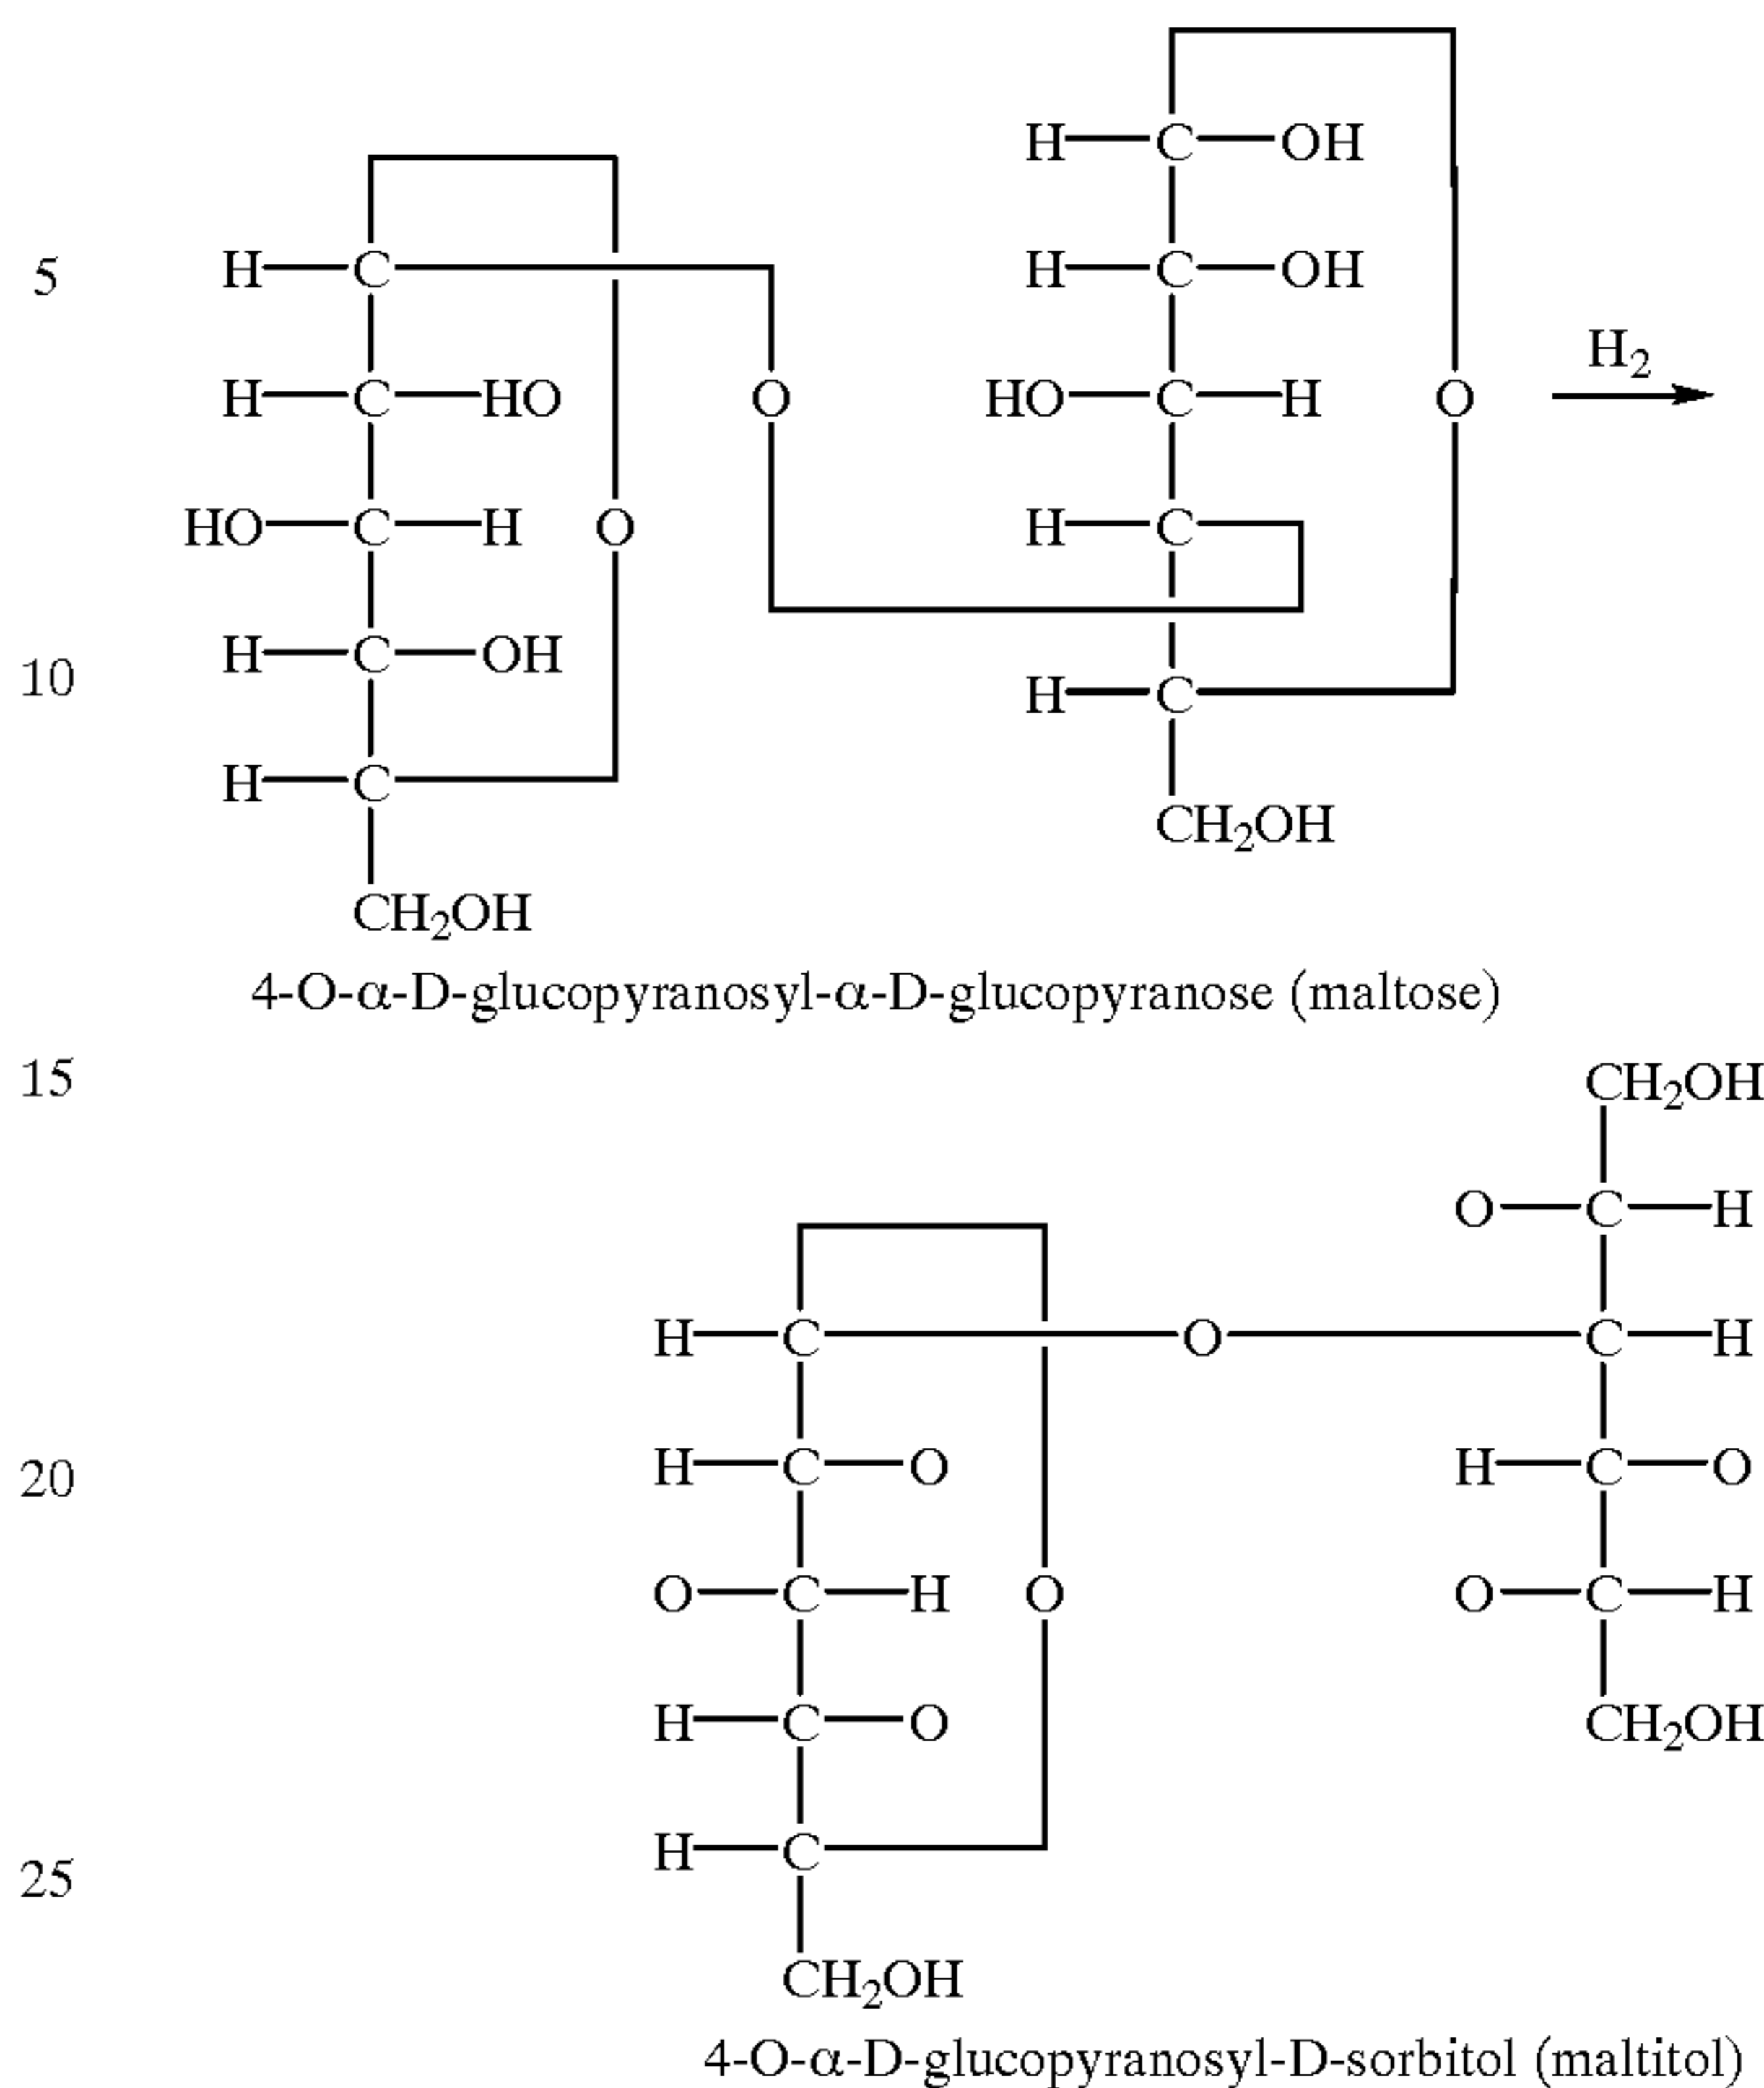 H C OH
5 H C H C OH
H C HO O HO C H O H₂
HO C H O H C
10 H C OH H C
H C CH₂OH
CH₂OH
4-O-α-D-glucopyranosyl-α-D-glucopyranose (maltose)
15 CH₂OH
O C H
H C O C H
20 H C O H C O
O C H O O C H
H C O CH₂OH
25 H C
CH₂OH
4-O-α-D-glucopyranosyl-D-sorbitol (maltitol)